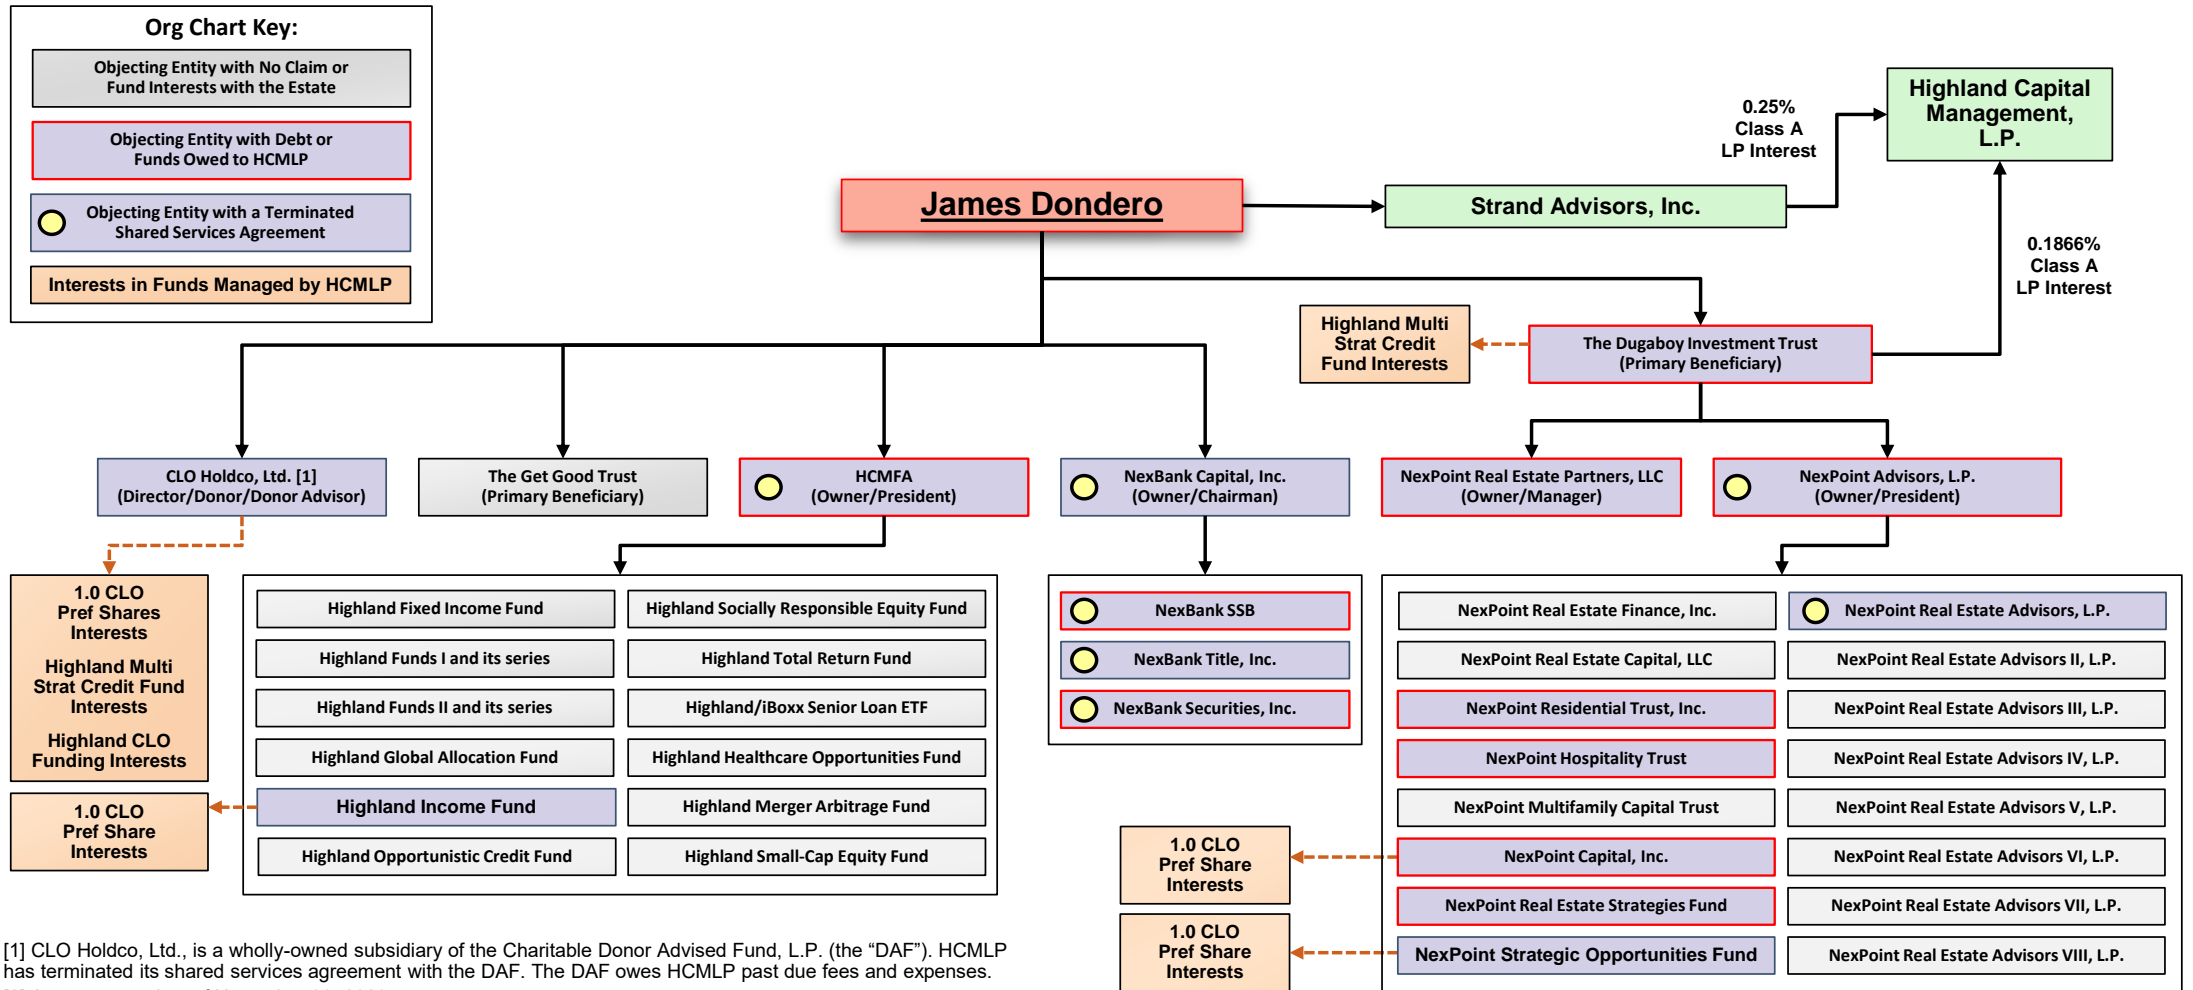 Org Chart Key:
Objecting Entity with No Claim or
Fund Interests with the Estate
Objecting Entity with Debt or
Funds Owed to HCMLP
Objecting Entity with a Terminated
Shared Services Agreement
Interests in Funds Managed by HCMLP
James Dondero
Strand Advisors, Inc.
0.25%
Class A
LP Interest
Highland Capital
Management,
L.P.
0.1866%
Class A
LP Interest
Highland Multi
Strat Credit
Fund Interests
The Dugaboy Investment Trust
(Primary Beneficiary)
CLO Holdco, Ltd. [1]
(Director/Donor/Donor Advisor)
The Get Good Trust
(Primary Beneficiary)
HCMFA
(Owner/President)
NexBank Capital, Inc.
(Owner/Chairman)
NexPoint Real Estate Partners, LLC
(Owner/Manager)
NexPoint Advisors, L.P.
(Owner/President)
1.0 CLO
Pref Shares
Interests
Highland Multi
Strat Credit Fund
Interests
Highland CLO
Funding Interests
1.0 CLO
Pref Share
Interests
Highland Fixed Income Fund
Highland Funds I and its series
Highland Funds II and its series
Highland Global Allocation Fund
Highland Income Fund
Highland Opportunistic Credit Fund
Highland Socially Responsible Equity Fund
Highland Total Return Fund
Highland/iBoxx Senior Loan ETF
Highland Healthcare Opportunities Fund
Highland Merger Arbitrage Fund
Highland Small-Cap Equity Fund
NexBank SSB
NexBank Title, Inc.
NexBank Securities, Inc.
1.0 CLO
Pref Share
Interests
1.0 CLO
Pref Share
Interests
NexPoint Real Estate Finance, Inc.
NexPoint Real Estate Capital, LLC
NexPoint Residential Trust, Inc.
NexPoint Hospitality Trust
NexPoint Multifamily Capital Trust
NexPoint Capital, Inc.
NexPoint Real Estate Strategies Fund
NexPoint Strategic Opportunities Fund
NexPoint Real Estate Advisors, L.P.
NexPoint Real Estate Advisors II, L.P.
NexPoint Real Estate Advisors III, L.P.
NexPoint Real Estate Advisors IV, L.P.
NexPoint Real Estate Advisors V, L.P.
NexPoint Real Estate Advisors VI, L.P.
NexPoint Real Estate Advisors VII, L.P.
NexPoint Real Estate Advisors VIII, L.P.
[1] CLO Holdco, Ltd., is a wholly-owned subsidiary of the Charitable Donor Advised Fund, L.P. (the “DAF”). HCMLP
has terminated its shared services agreement with the DAF. The DAF owes HCMLP past due fees and expenses.